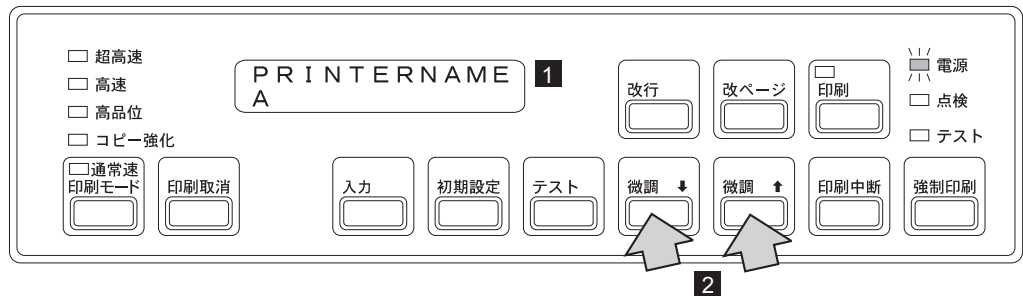 超高速
高速
高品位
コピー強化
通常速
印刷モード
印刷取消
PRINTERNAME
A
1
入力
初期設定
テスト
改行
改ページ
印刷
微調 ⬇
微調 ⬆
印刷中断
強制印刷
電源
点検
テスト
2